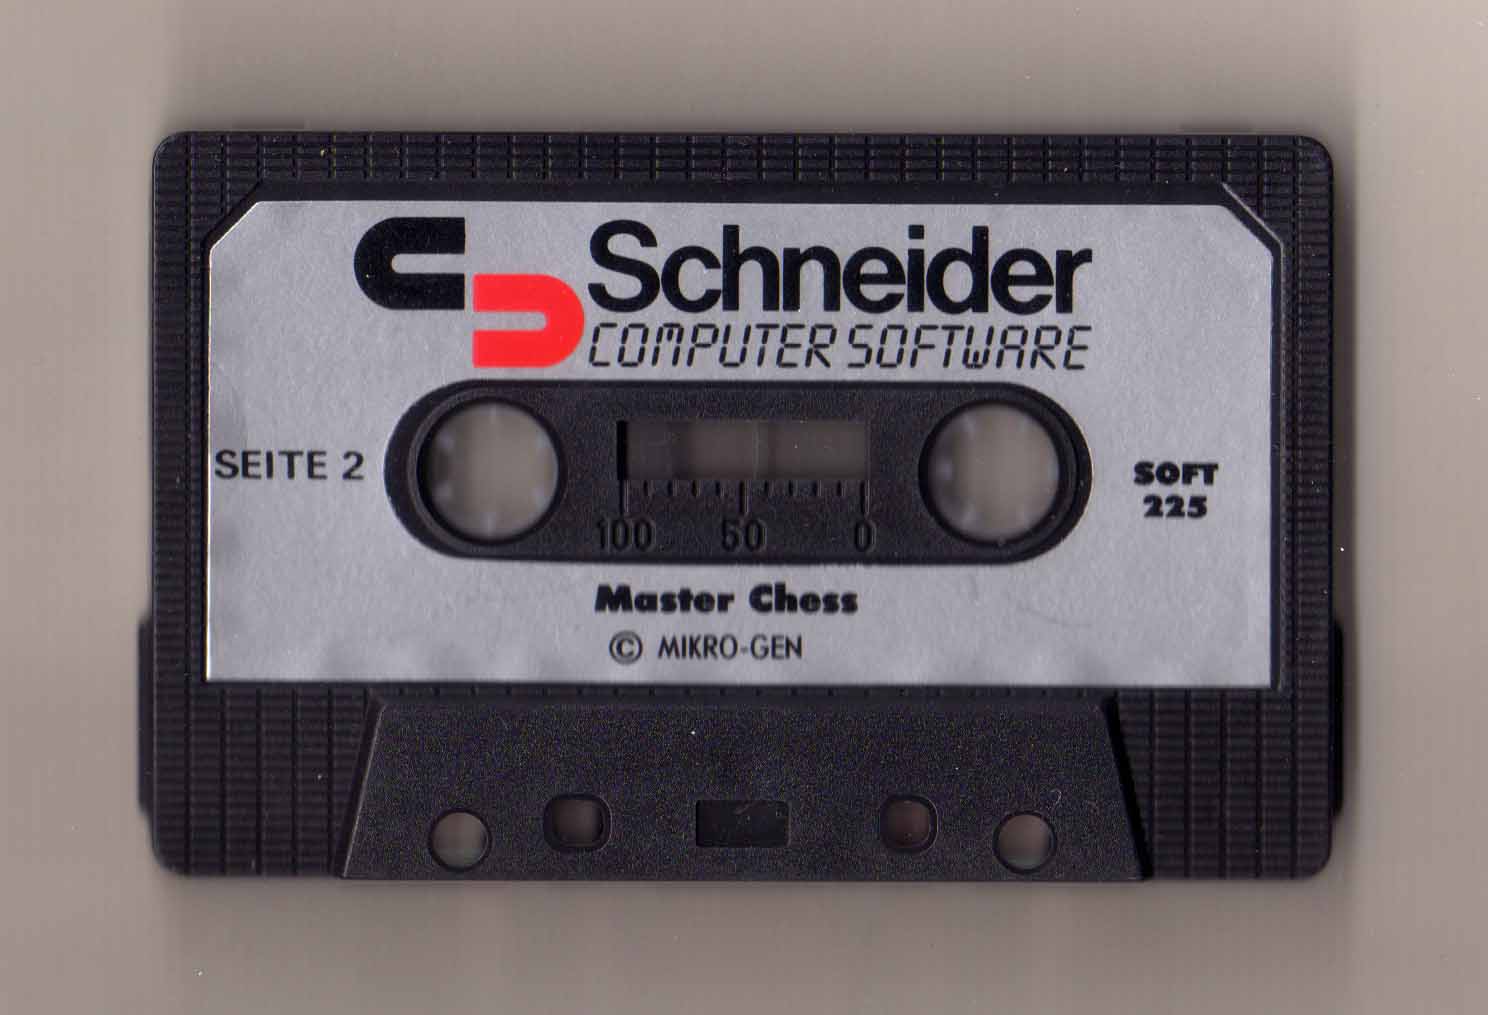 Schneider
COMPUTER SOFTWARE
SEITE 2
SOFT
225
100 50 0
Master Chess
© MIKRO-GEN